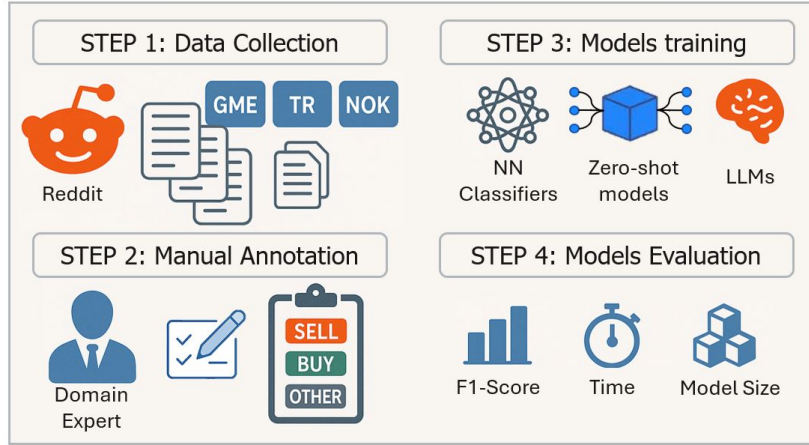 STEP 1: Data Collection
GME
TR
NOK
Reddit
STEP 2: Manual Annotation
Domain
Expert
SELL
BUY
OTHER
STEP 3: Models training
NN
Classifiers
Zero-shot
models
LLMs
STEP 4: Models Evaluation
F1-Score
Time
Model Size